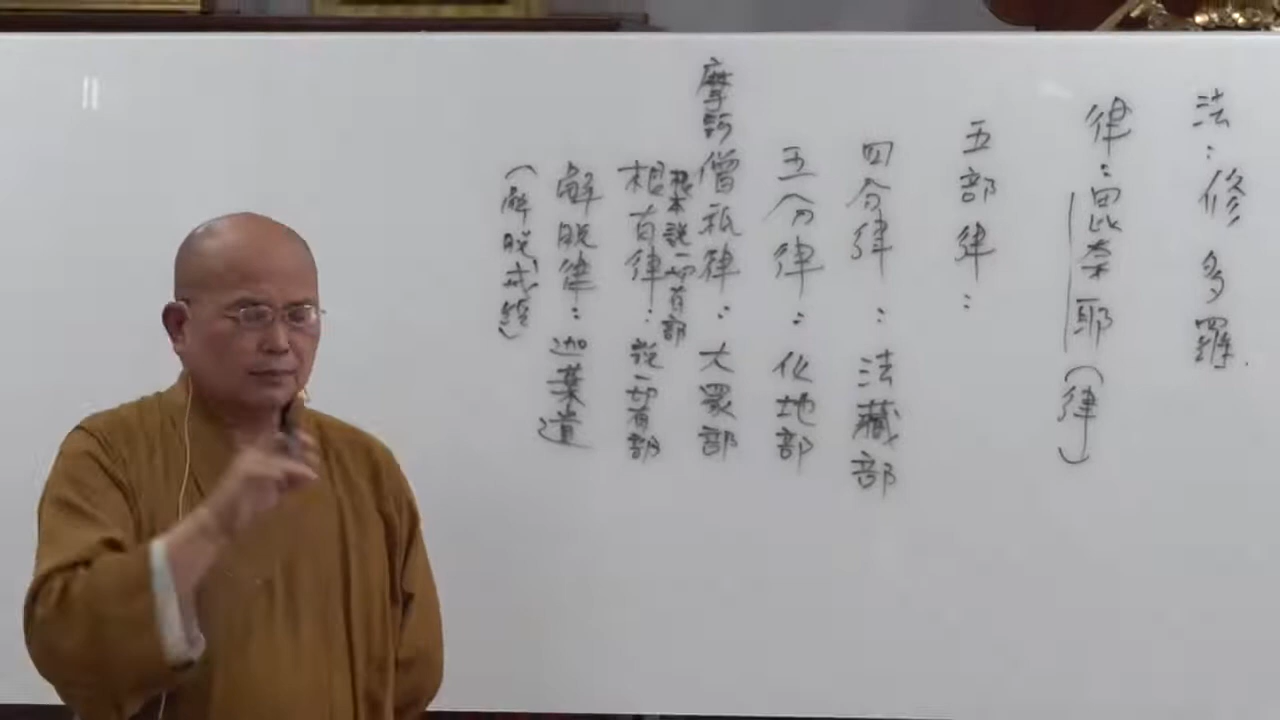 法：修多羅.
律：毘奈耶（律）
五部律：
四分律：法藏部
五分律：化地部
摩訶僧祇律：大眾部
根本說一切有部
根有律：說一切有部
解脫律：迦葉遺
（解脫戒經）